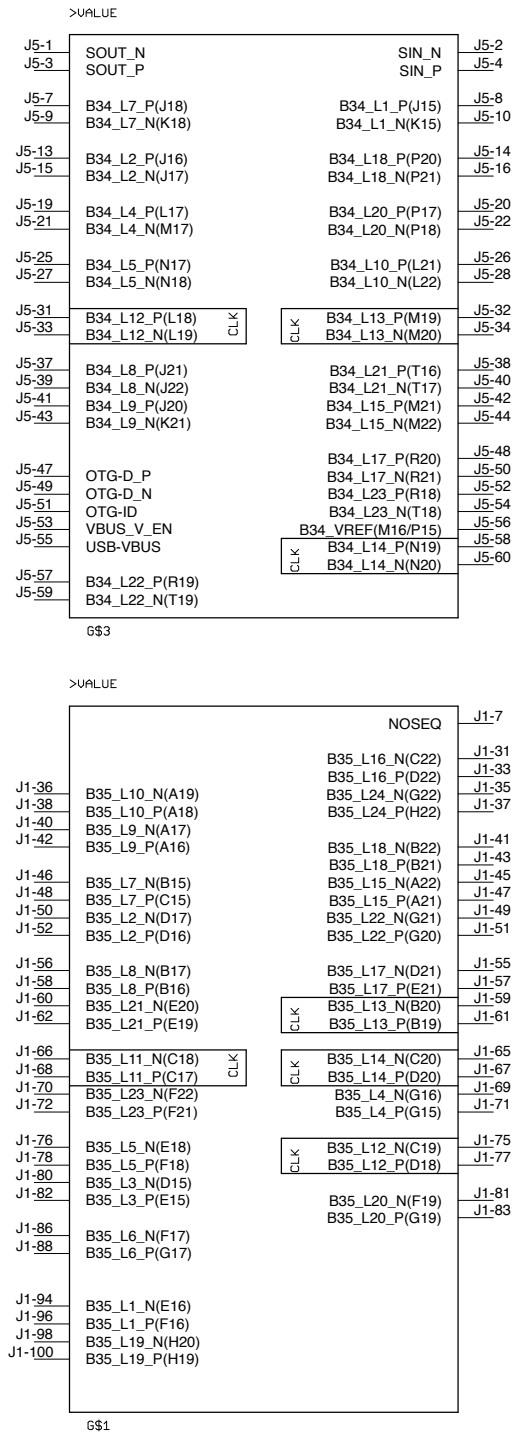 >VALUE
J5-1 SOUT_N SIN_N J5-2
J5-3 SOUT_P SIN_P J5-4
J5-7 B34_L7_P(J18) B34_L1_P(J15) J5-8
J5-9 B34_L7_N(K18) B34_L1_N(K15) J5-10
J5-13 B34_L2_P(J16) B34_L18_P(P20) J5-14
J5-15 B34_L2_N(J17) B34_L18_N(P21) J5-16
J5-19 B34_L4_P(L17) B34_L20_P(P17) J5-20
J5-21 B34_L4_N(M17) B34_L20_N(P18) J5-22
J5-25 B34_L5_P(N17) B34_L10_P(L21) J5-26
J5-27 B34_L5_N(N18) B34_L10_N(L22) J5-28
J5-31 B34_L12_P(L18) CLK CLK B34_L13_P(M19) J5-32
J5-33 B34_L12_N(L19) B34_L13_N(M20) J5-34
J5-37 B34_L8_P(J21) B34_L21_P(T16) J5-38
J5-39 B34_L8_N(J22) B34_L21_N(T17) J5-40
J5-41 B34_L9_P(J20) B34_L15_P(M21) J5-42
J5-43 B34_L9_N(K21) B34_L15_N(M22) J5-44
B34_L17_P(R20) J5-48
J5-47 OTG-D_P B34_L17_N(R21) J5-50
J5-49 OTG-D_N B34_L23_P(R18) J5-52
J5-51 OTG-ID B34_L23_N(T18) J5-54
J5-53 VBUS_V_EN B34_VREF(M16/P15) J5-56
J5-55 USB-VBUS CLK B34_L14_P(N19) J5-58
B34_L14_N(N20) J5-60
J5-57 B34_L22_P(R19)
J5-59 B34_L22_N(T19)
G$3
>VALUE
NOSEQ J1-7
B35_L16_N(C22) J1-31
B35_L16_P(D22) J1-33
J1-36 B35_L10_N(A19) B35_L24_N(G22) J1-35
J1-38 B35_L10_P(A18) B35_L24_P(H22) J1-37
J1-40 B35_L9_N(A17)
J1-42 B35_L9_P(A16) B35_L18_N(B22) J1-41
B35_L18_P(B21) J1-43
J1-46 B35_L7_N(B15) B35_L15_N(A22) J1-45
J1-48 B35_L7_P(C15) B35_L15_P(A21) J1-47
J1-50 B35_L2_N(D17) B35_L22_N(G21) J1-49
J1-52 B35_L2_P(D16) B35_L22_P(G20) J1-51
J1-56 B35_L8_N(B17) B35_L17_N(D21) J1-55
J1-58 B35_L8_P(B16) B35_L17_P(E21) J1-57
J1-60 B35_L21_N(E20) CLK B35_L13_N(B20) J1-59
J1-62 B35_L21_P(E19) B35_L13_P(B19) J1-61
J1-66 B35_L11_N(C18) CLK CLK B35_L14_N(C20) J1-65
J1-68 B35_L11_P(C17) B35_L14_P(D20) J1-67
J1-70 B35_L23_N(F22) B35_L4_N(G16) J1-69
J1-72 B35_L23_P(F21) B35_L4_P(G15) J1-71
J1-76 B35_L5_N(E18) CLK B35_L12_N(C19) J1-75
J1-78 B35_L5_P(F18) B35_L12_P(D18) J1-77
J1-80 B35_L3_N(D15)
J1-82 B35_L3_P(E15) B35_L20_N(F19) J1-81
B35_L20_P(G19) J1-83
J1-86 B35_L6_N(F17)
J1-88 B35_L6_P(G17)
J1-94 B35_L1_N(E16)
J1-96 B35_L1_P(F16)
J1-98 B35_L19_N(H20)
J1-100 B35_L19_P(H19)
G$1